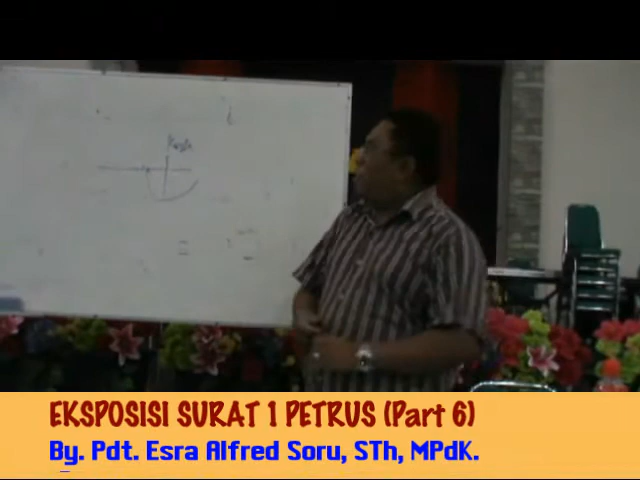 EKSPOSISI SURAT 1 PETRUS (Part 6)
By. Pdt. Esra Alfred Soru, STh, MPdK.